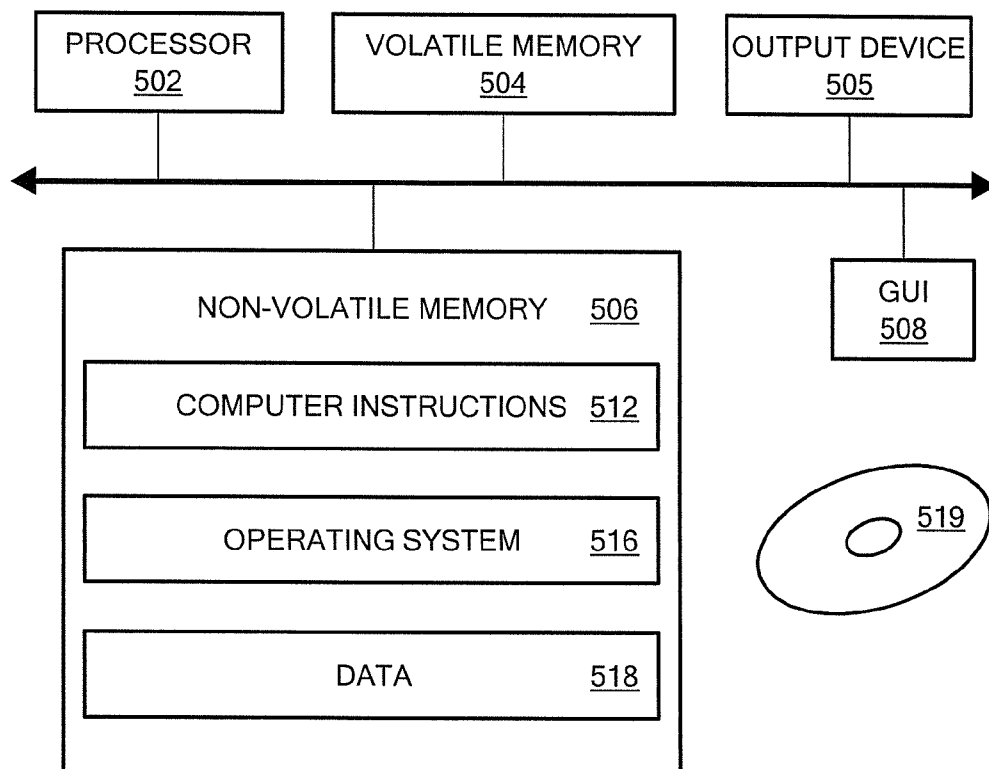 PROCESSOR
502
VOLATILE MEMORY
504
OUTPUT DEVICE
505
NON-VOLATILE MEMORY 506
GUI
508
COMPUTER INSTRUCTIONS 512
OPERATING SYSTEM 516
519
DATA 518